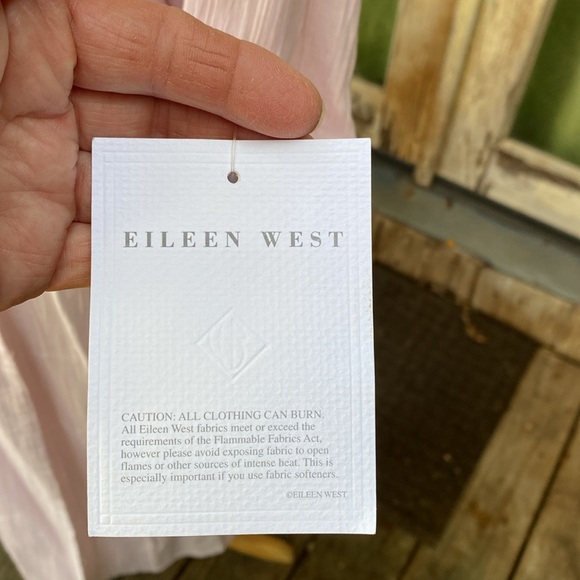 EILEEN WEST
CAUTION: ALL CLOTHING CAN BURN.
All Eileen West fabrics meet or exceed the
requirements of the Flammable Fabrics Act,
however please avoid exposing fabric to open
flames or other sources of intense heat. This is
especially important if you use fabric softeners.
©EILEEN WEST